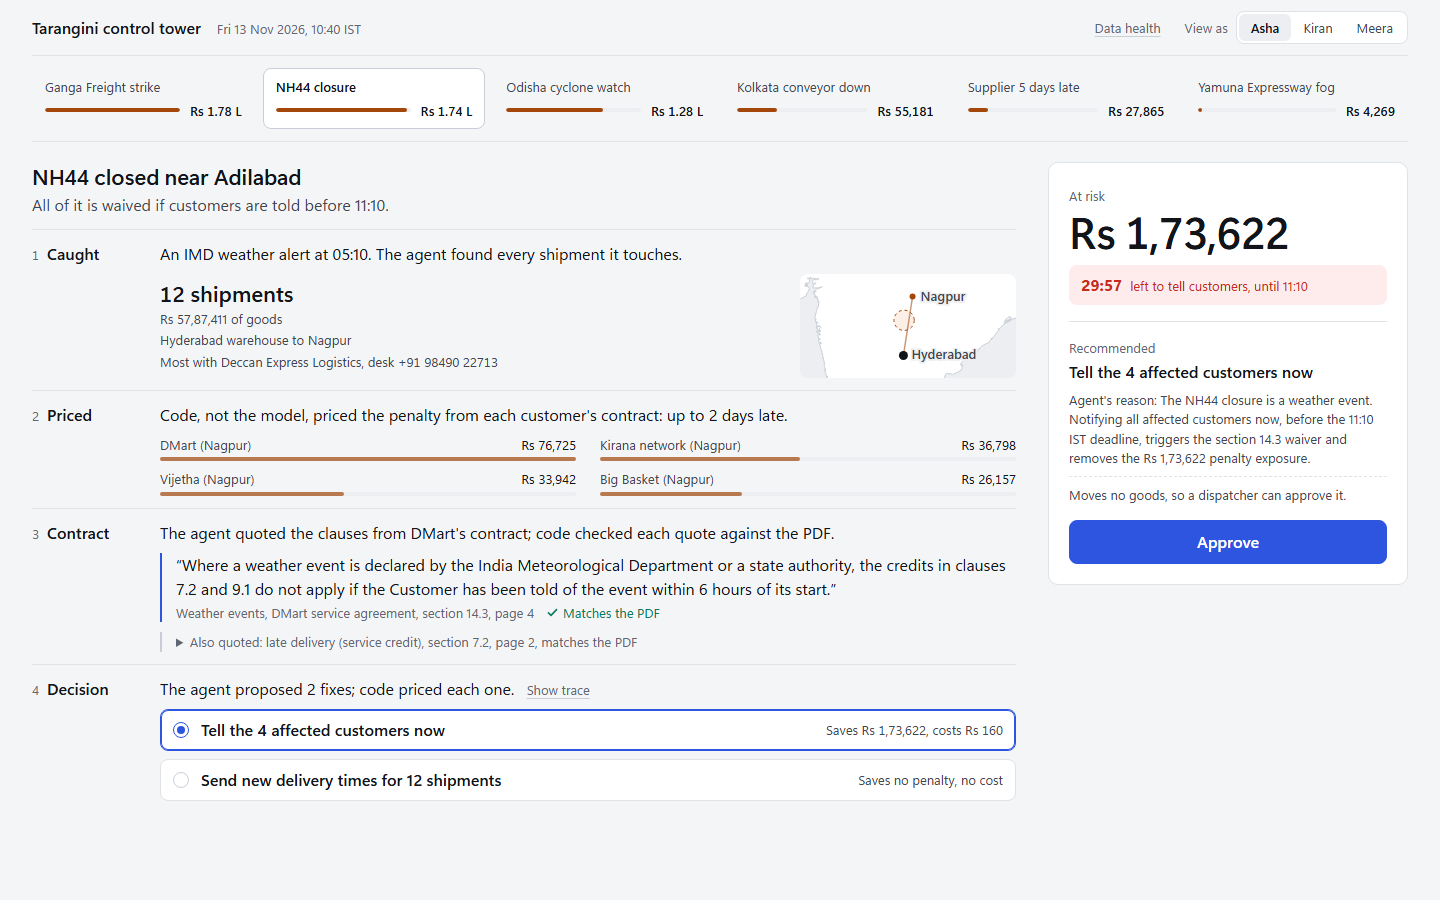 Tarangini control tower
Fri 13 Nov 2026, 10:40 IST
Data health
View as
Asha
Kiran
Meera
Ganga Freight strike
Rs 1.78 L
NH44 closure
Rs 1.74 L
Odisha cyclone watch
Rs 1.28 L
Kolkata conveyor down
Rs 55,181
Supplier 5 days late
Rs 27,865
Yamuna Expressway fog
Rs 4,269
NH44 closed near Adilabad
All of it is waived if customers are told before 11:10.
1 Caught
An IMD weather alert at 05:10. The agent found every shipment it touches.
12 shipments
Rs 57,87,411 of goods
Hyderabad warehouse to Nagpur
Most with Deccan Express Logistics, desk +91 98490 22713
Nagpur
Hyderabad
2 Priced
Code, not the model, priced the penalty from each customer's contract: up to 2 days late.
DMart (Nagpur) Rs 76,725
Kirana network (Nagpur) Rs 36,798
Vijetha (Nagpur) Rs 33,942
Big Basket (Nagpur) Rs 26,157
3 Contract
The agent quoted the clauses from DMart's contract; code checked each quote against the PDF.
“Where a weather event is declared by the India Meteorological Department or a state authority, the credits in clauses
7.2 and 9.1 do not apply if the Customer has been told of the event within 6 hours of its start.”
Weather events, DMart service agreement, section 14.3, page 4 ✓ Matches the PDF
▶ Also quoted: late delivery (service credit), section 7.2, page 2, matches the PDF
4 Decision
The agent proposed 2 fixes; code priced each one. Show trace
Tell the 4 affected customers now
Saves Rs 1,73,622, costs Rs 160
Send new delivery times for 12 shipments
Saves no penalty, no cost
At risk
Rs 1,73,622
29:57 left to tell customers, until 11:10
Recommended
Tell the 4 affected customers now
Agent's reason: The NH44 closure is a weather event.
Notifying all affected customers now, before the 11:10
IST deadline, triggers the section 14.3 waiver and
removes the Rs 1,73,622 penalty exposure.
Moves no goods, so a dispatcher can approve it.
Approve